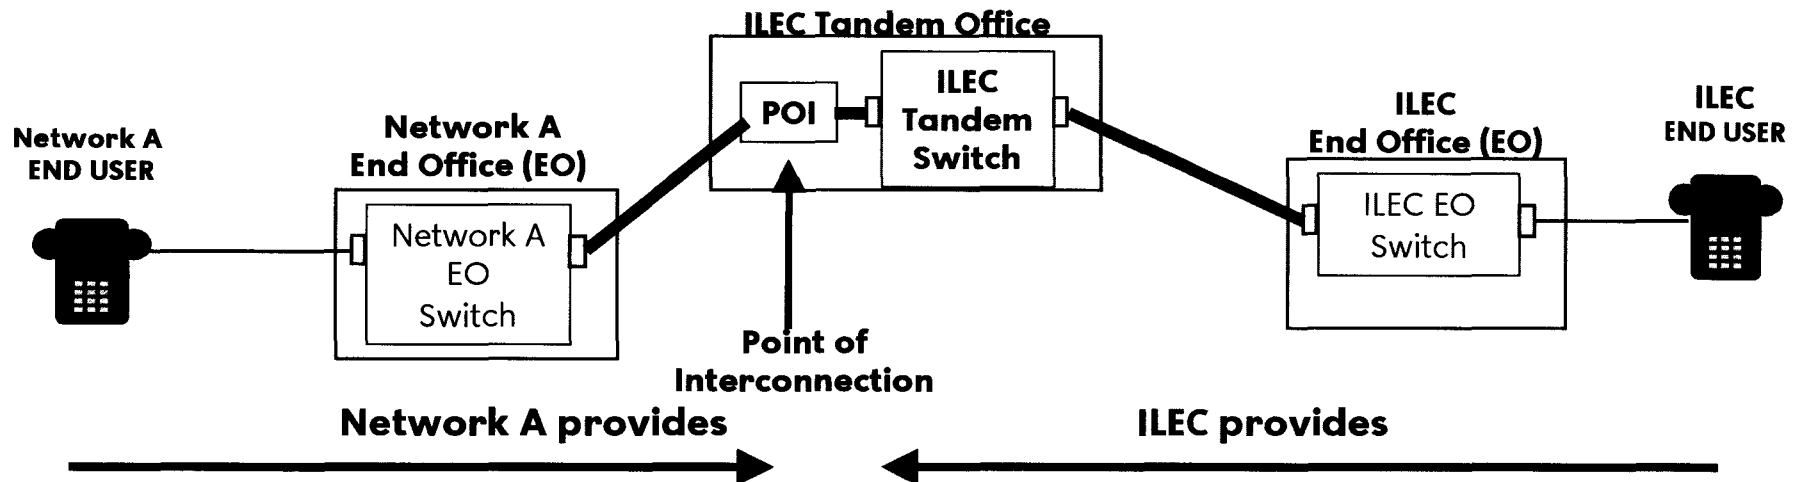 ILEC Tandem Office
ILEC
Tandem
Switch
POI
Network A
END USER
Network A
End Office (EO)
Network A
EO
Switch
ILEC
End Office (EO)
ILEC EO
Switch
ILEC
END USER
Point of
Interconnection
Network A provides
ILEC provides